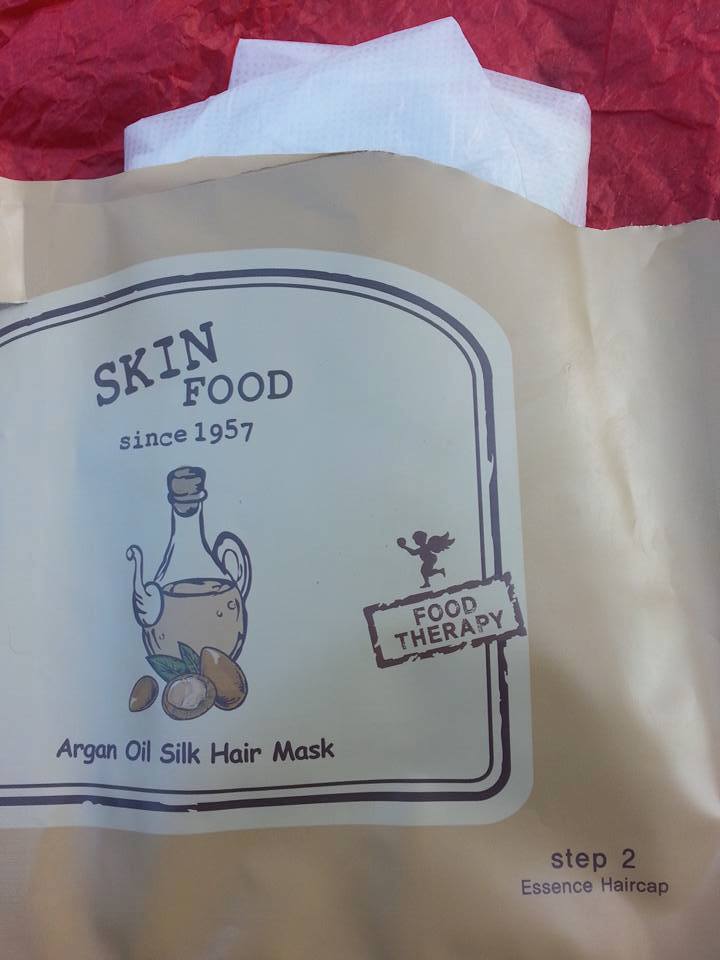 SKIN
FOOD
since 1957
FOOD
THERAPY
Argan Oil Silk Hair Mask
step 2
Essence Haircap